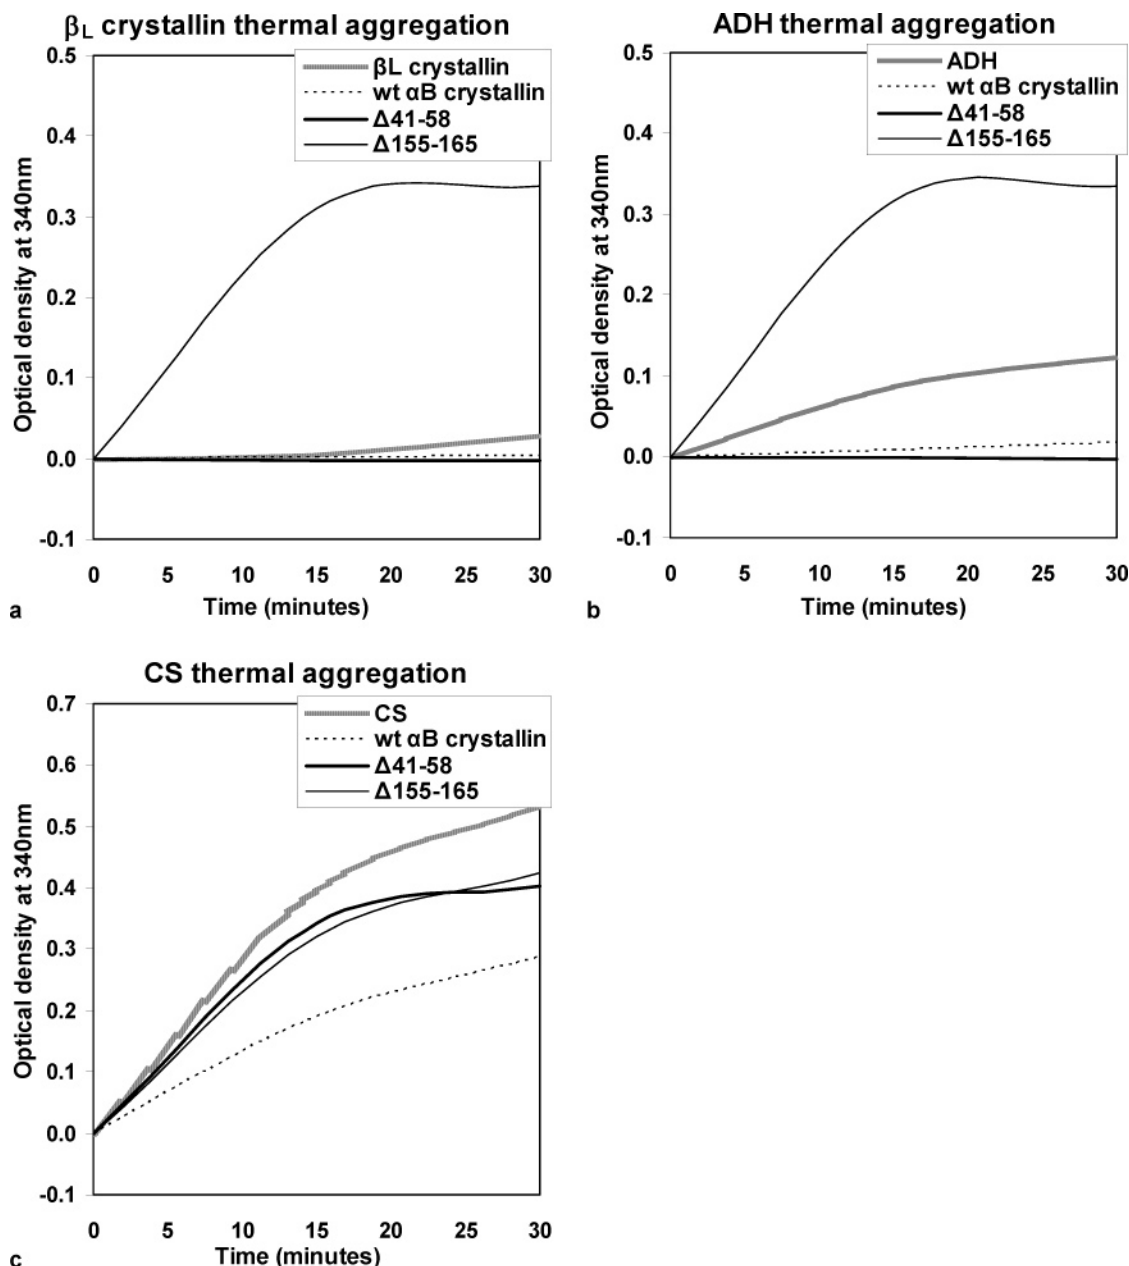 βL crystallin thermal aggregation
0.5
0.4
0.3
0.2
0.1
0.0
-0.1
Optical density at 340nm
βL crystallin
wt αB crystallin
Δ41-58
Δ155-165
0 5 10 15 20 25 30
Time (minutes)
a
ADH thermal aggregation
0.5
0.4
0.3
0.2
0.1
0.0
-0.1
Optical density at 340nm
ADH
wt αB crystallin
Δ41-58
Δ155-165
0 5 10 15 20 25 30
Time (minutes)
b
CS thermal aggregation
0.7
0.6
0.5
0.4
0.3
0.2
0.1
0.0
-0.1
Optical density at 340nm
CS
wt αB crystallin
Δ41-58
Δ155-165
0 5 10 15 20 25 30
Time (minutes)
c